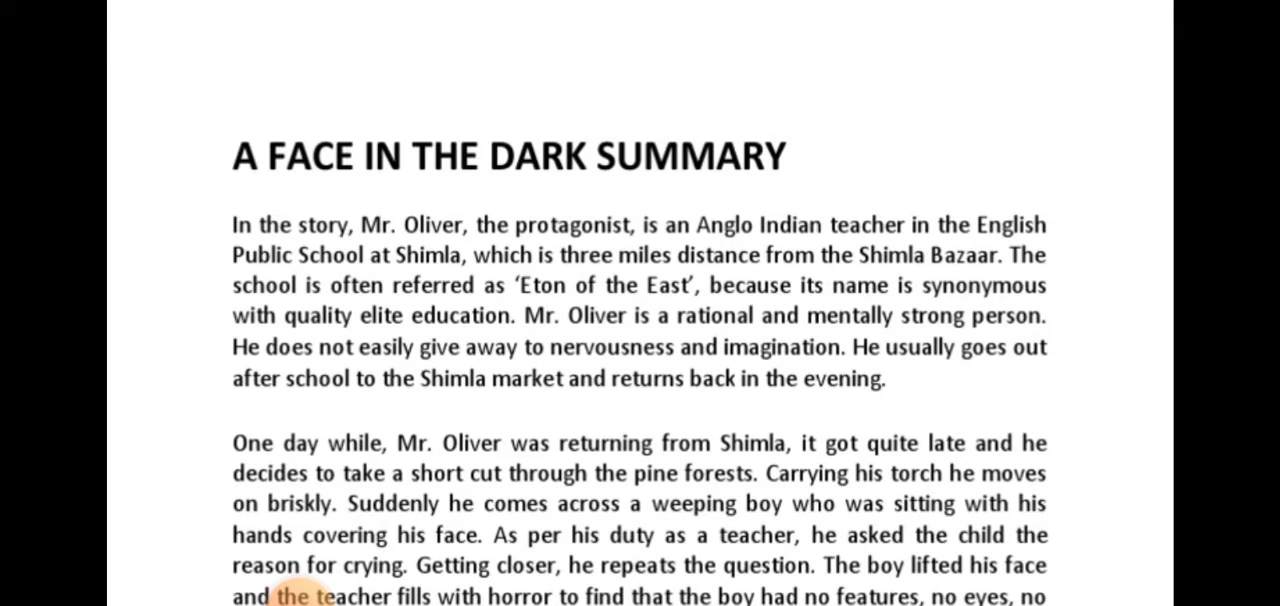 A FACE IN THE DARK SUMMARY
In the story, Mr. Oliver, the protagonist, is an Anglo Indian teacher in the English
Public School at Shimla, which is three miles distance from the Shimla Bazaar. The
school is often referred as ‘Eton of the East’, because its name is synonymous
with quality elite education. Mr. Oliver is a rational and mentally strong person.
He does not easily give away to nervousness and imagination. He usually goes out
after school to the Shimla market and returns back in the evening.
One day while, Mr. Oliver was returning from Shimla, it got quite late and he
decides to take a short cut through the pine forests. Carrying his torch he moves
on briskly. Suddenly he comes across a weeping boy who was sitting with his
hands covering his face. As per his duty as a teacher, he asked the child the
reason for crying. Getting closer, he repeats the question. The boy lifted his face
and the teacher fills with horror to find that the boy had no features, no eyes, no